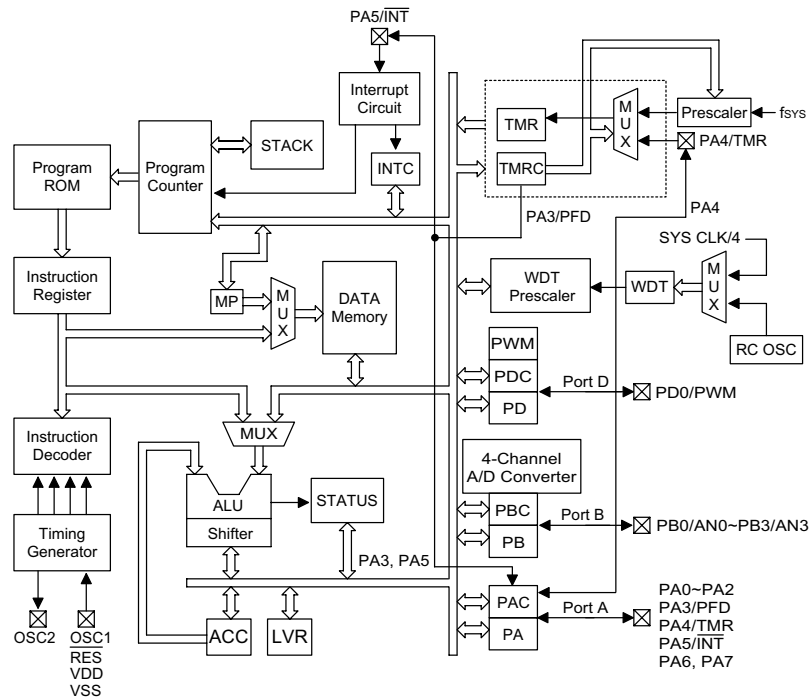 PA5/INT
Interrupt
Circuit
STACK
Program
Counter
Program
ROM
INTC
TMR
TMRC
MUX
Prescaler
fSYS
PA4/TMR
PA3/PFD
PA4
SYS CLK/4
Instruction
Register
MP
MUX
DATA
Memory
WDT
Prescaler
WDT
MUX
RC OSC
PWM
PDC
PD
Port D
PD0/PWM
MUX
Instruction
Decoder
ALU
Shifter
STATUS
4-Channel
A/D Converter
PBC
PB
Port B
PB0/AN0~PB3/AN3
Timing
Generator
PA3, PA5
PAC
PA
Port A
PA0~PA2
PA3/PFD
PA4/TMR
PA5/INT
PA6, PA7
OSC2
OSC1
RES
VDD
VSS
ACC
LVR